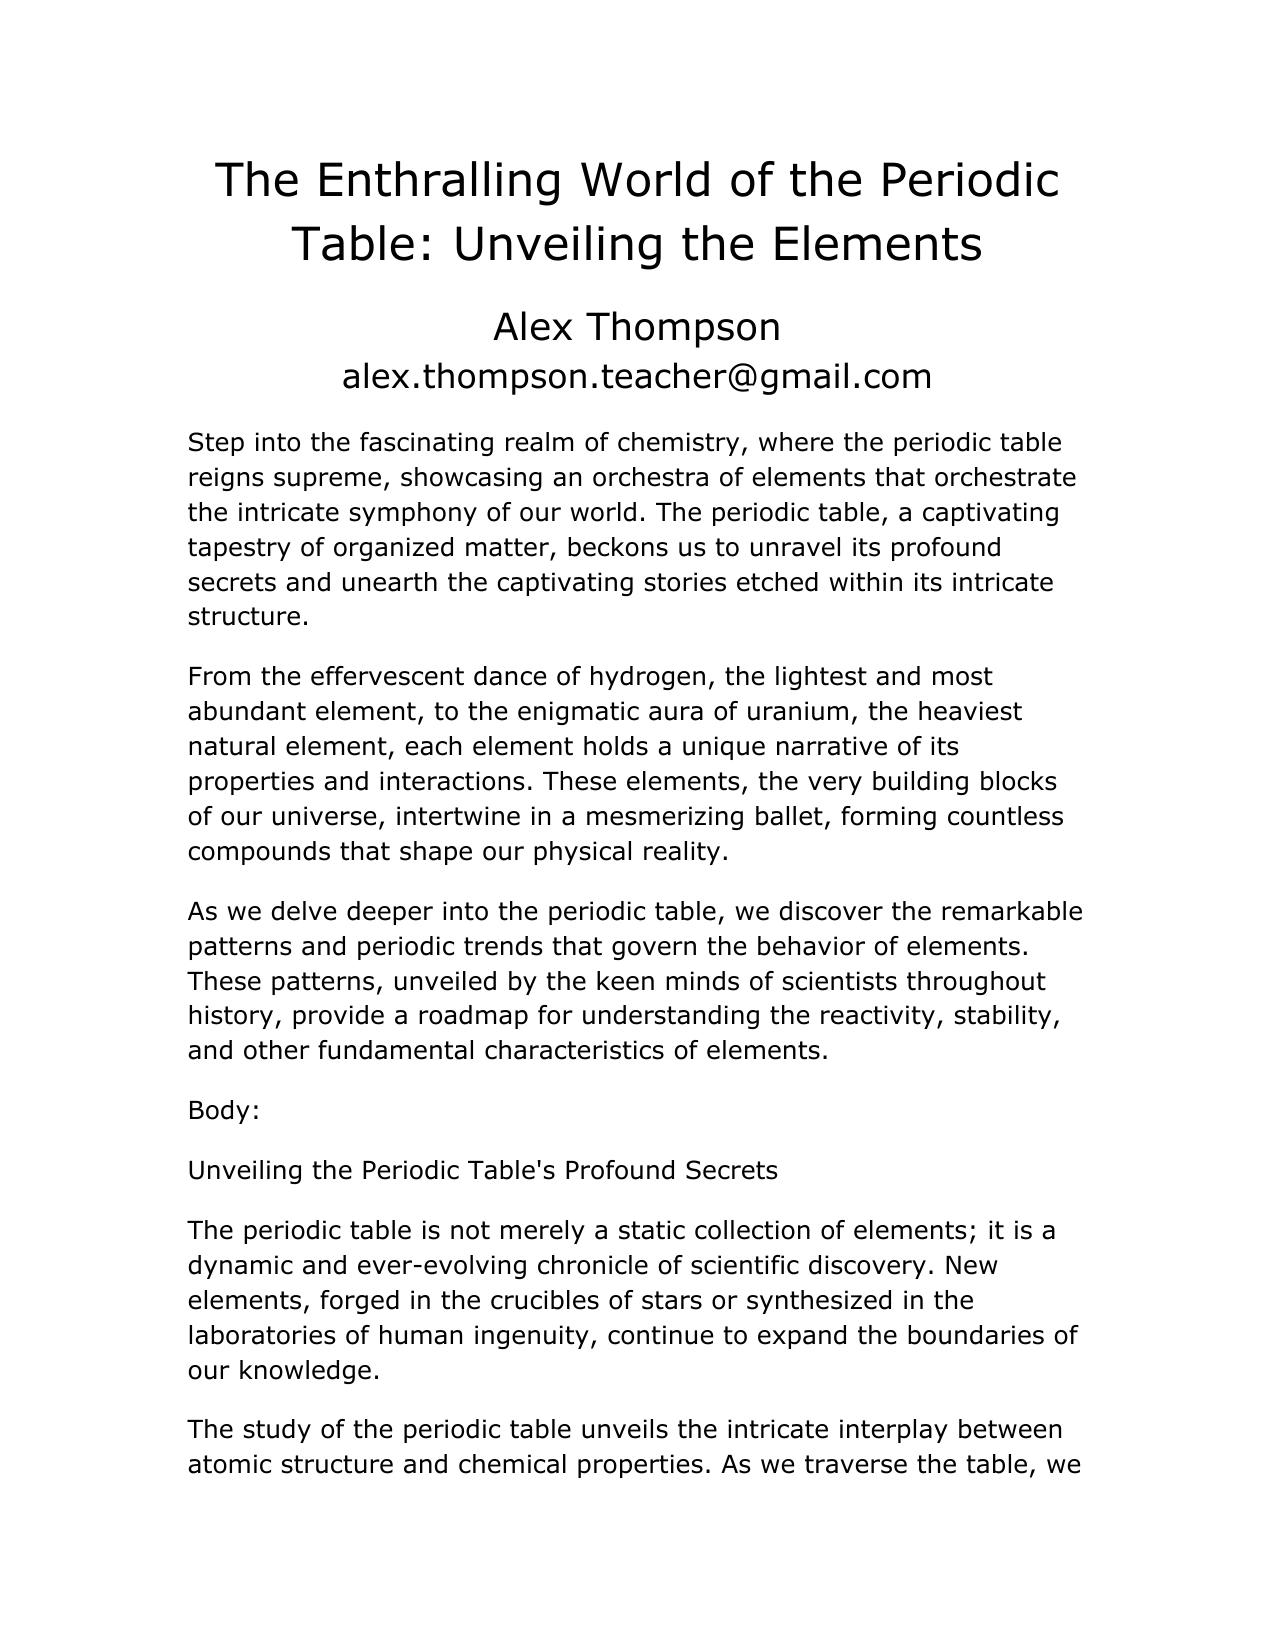 The Enthralling World of the Periodic
Table: Unveiling the Elements
Alex Thompson
alex.thompson.teacher@gmail.com
Step into the fascinating realm of chemistry, where the periodic table
reigns supreme, showcasing an orchestra of elements that orchestrate
the intricate symphony of our world. The periodic table, a captivating
tapestry of organized matter, beckons us to unravel its profound
secrets and unearth the captivating stories etched within its intricate
structure.
From the effervescent dance of hydrogen, the lightest and most
abundant element, to the enigmatic aura of uranium, the heaviest
natural element, each element holds a unique narrative of its
properties and interactions. These elements, the very building blocks
of our universe, intertwine in a mesmerizing ballet, forming countless
compounds that shape our physical reality.
As we delve deeper into the periodic table, we discover the remarkable
patterns and periodic trends that govern the behavior of elements.
These patterns, unveiled by the keen minds of scientists throughout
history, provide a roadmap for understanding the reactivity, stability,
and other fundamental characteristics of elements.
Body:
Unveiling the Periodic Table's Profound Secrets
The periodic table is not merely a static collection of elements; it is a
dynamic and ever-evolving chronicle of scientific discovery. New
elements, forged in the crucibles of stars or synthesized in the
laboratories of human ingenuity, continue to expand the boundaries of
our knowledge.
The study of the periodic table unveils the intricate interplay between
atomic structure and chemical properties. As we traverse the table, we